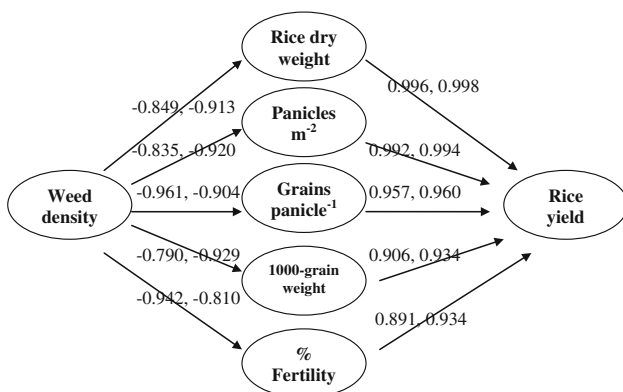 Rice dry
weight
0.996, 0.998
-0.849, -0.913
Panicles
m-2
-0.835, -0.920
0.992, 0.994
Weed
density
-0.961, -0.904
Grains
panicle-1
0.957, 0.960
Rice
yield
-0.790, -0.929
1000-grain
weight
0.906, 0.934
-0.942, -0.810
0.891, 0.934
%
Fertility